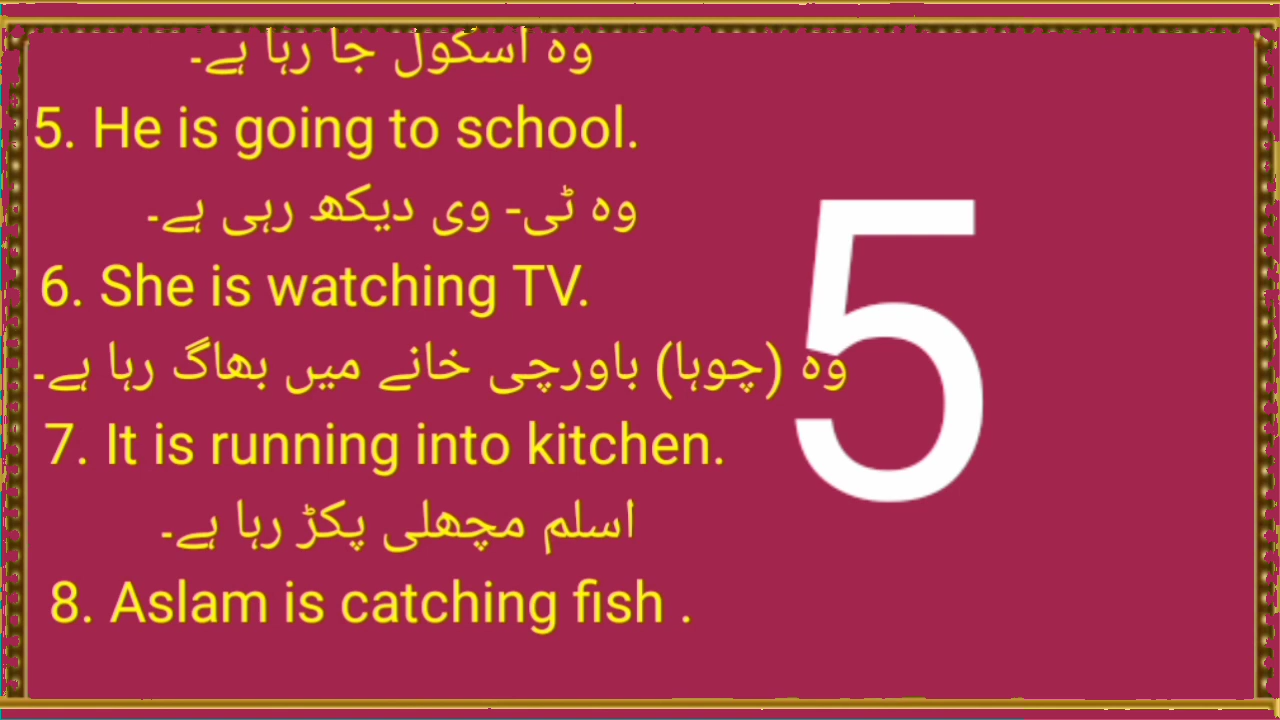 وہ اسکول جا رہا ہے۔
5. He is going to school.
وہ ٹی- وی دیکھ رہی ہے۔
6. She is watching TV.
وہ (چوہا) باورچی خانے میں بھاگ رہا ہے۔
7. It is running into kitchen.
اسلم مچھلی پکڑ رہا ہے۔
8. Aslam is catching fish .
5